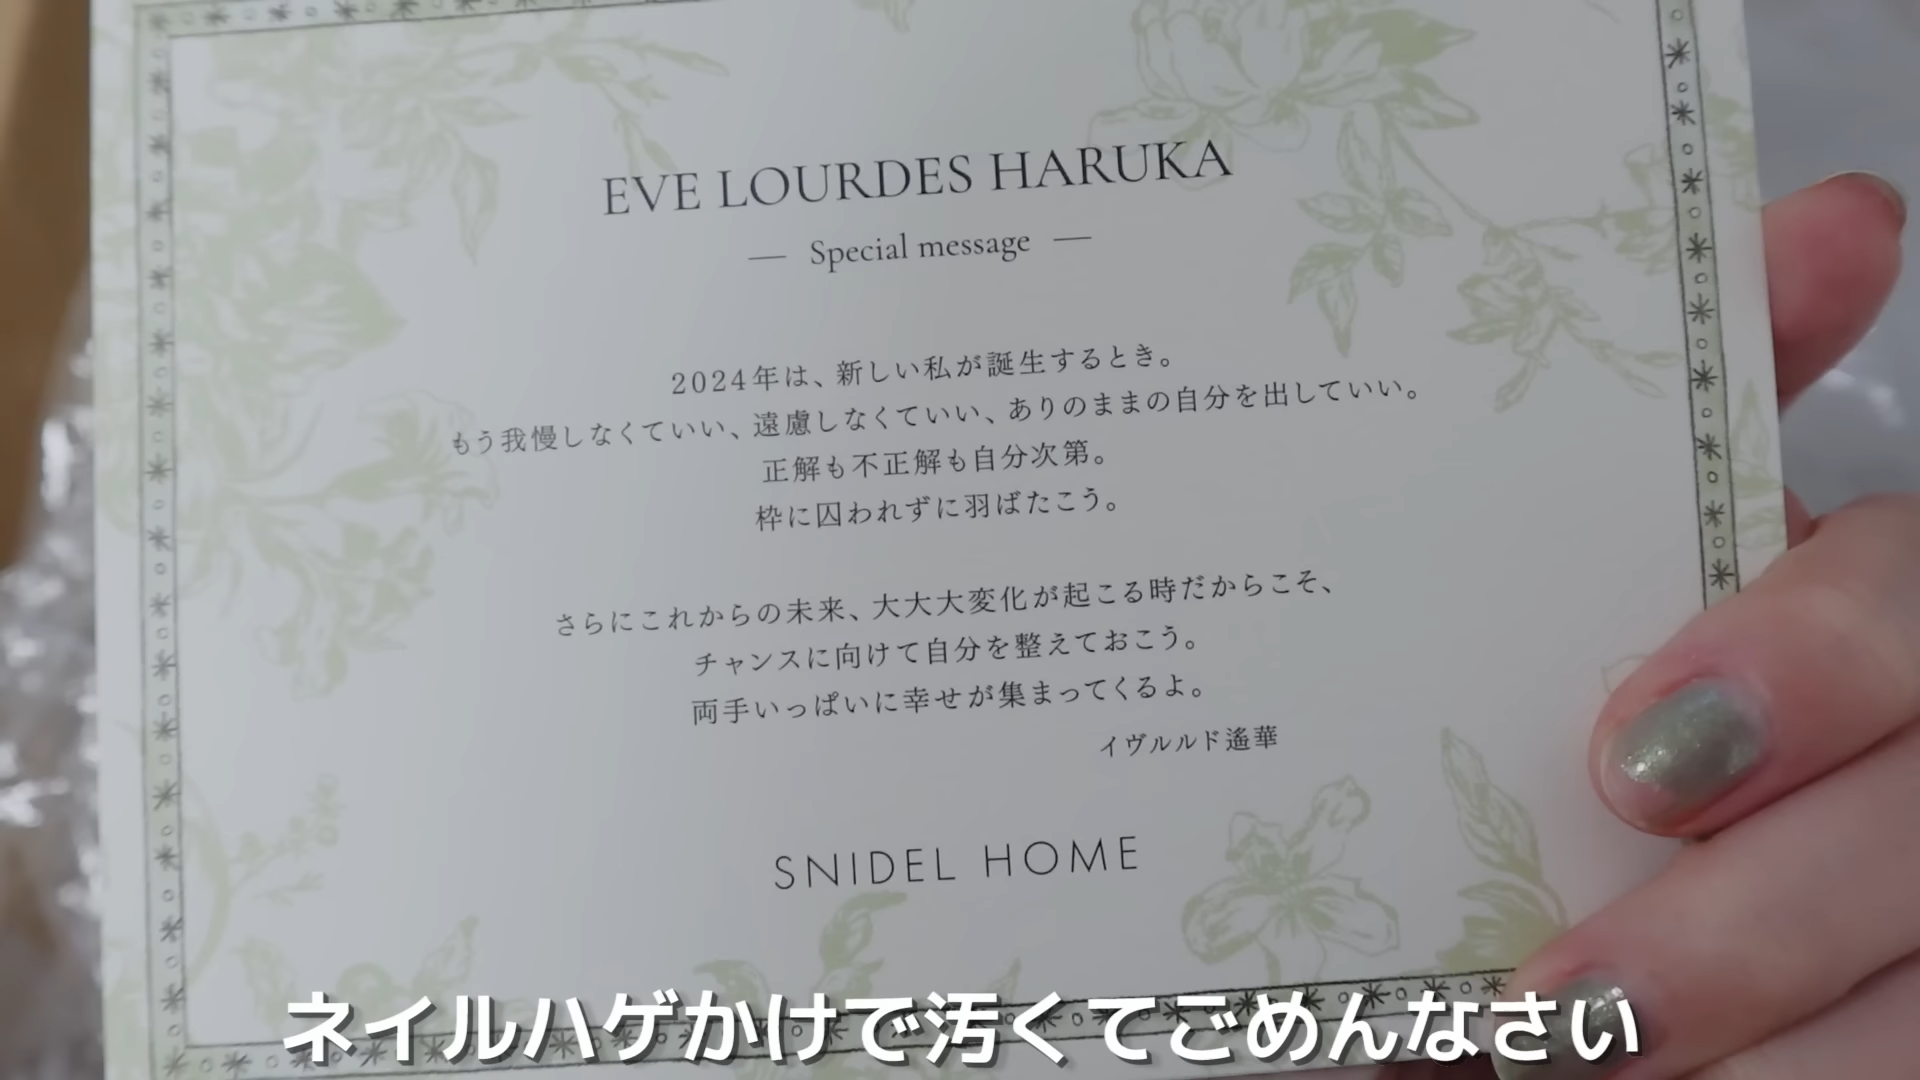 EVE LOURDES HARUKA
— Special message —
2024年は、新しい私が誕生するとき。
もう我慢しなくていい、遠慮しなくていい、ありのままの自分を出していい。
正解も不正解も自分次第。
枠に囚われずに羽ばたこう。
さらにこれからの未来、大大大変化が起こる時だからこそ、
チャンスに向けて自分を整えておこう。
両手いっぱいに幸せが集まってくるよ。
イヴルルド遙華
SNIDEL HOME
ネイルハゲかけで汚くてごめんなさい